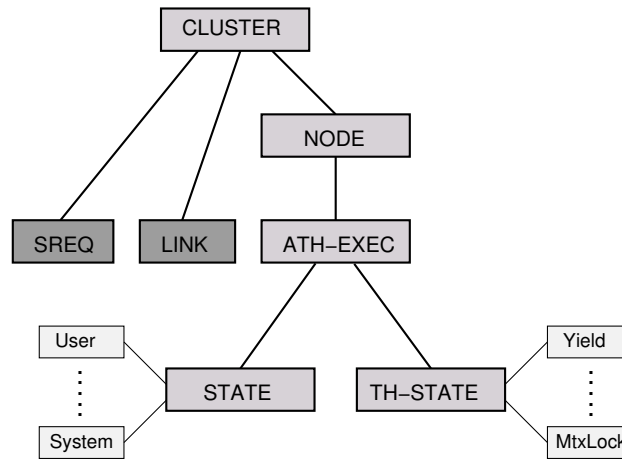 CLUSTER
NODE
SREQ
LINK
ATH−EXEC
User
Yield
STATE
TH−STATE
System
MtxLock